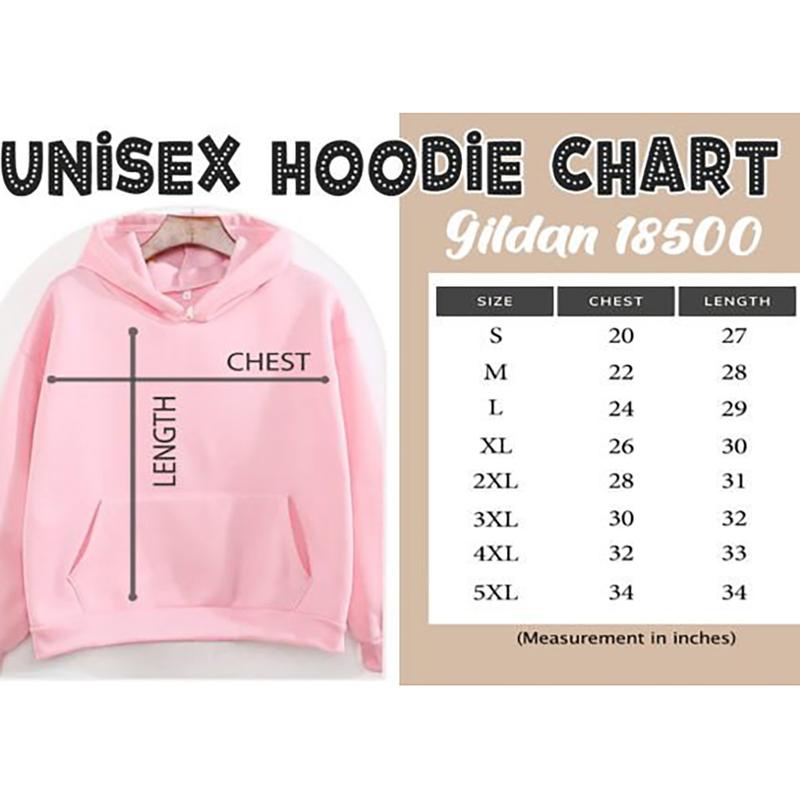 UNiSEX HOODiE CHART
Gildan 18500
CHEST
LENGTH
SIZE CHEST LENGTH
S 20 27
M 22 28
L 24 29
XL 26 30
2XL 28 31
3XL 30 32
4XL 32 33
5XL 34 34
(Measurement in inches)